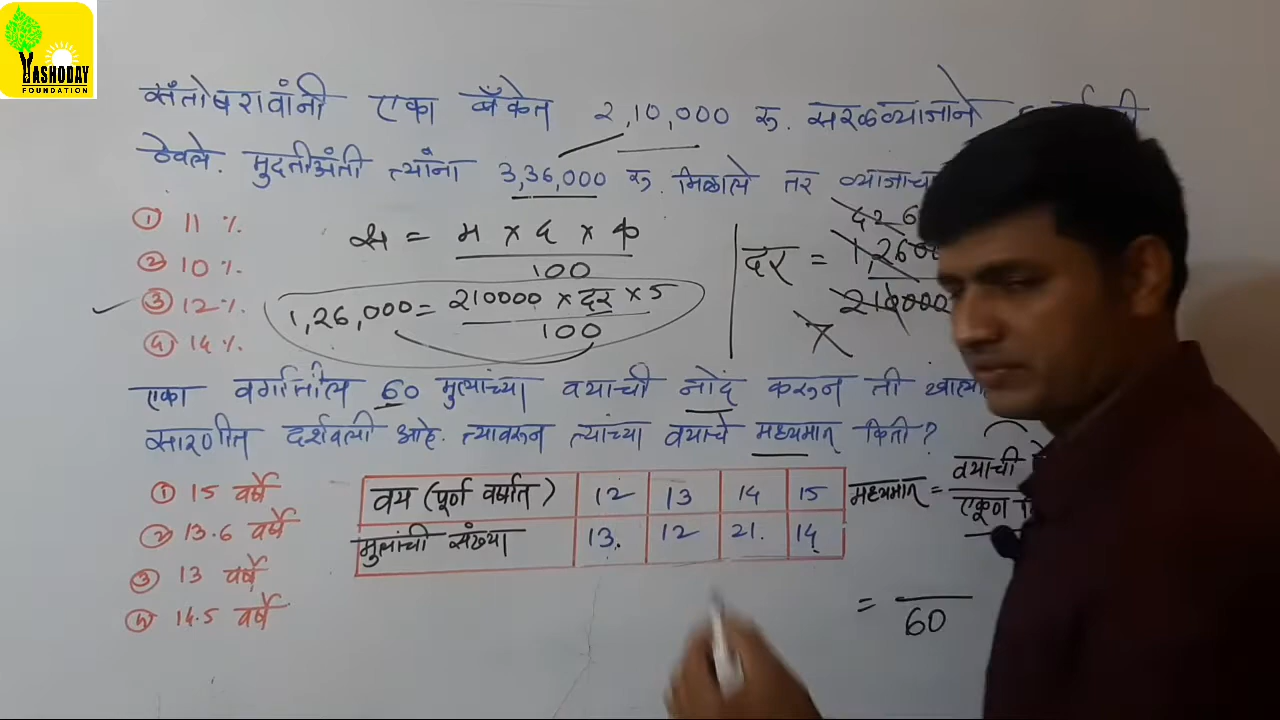 YASHODAY
FOUNDATION
संतोषरावांनी एका बँकेत २,10,000 रु. सरळव्याजाने
ठेवले. मुदतीअंती त्यांना 3,36,000 रु. मिळाले तर व्याजाचा
① 11 %.
② 10 %.
③ 12 %.
④ 14 %.
स = म × द × क
100
1,26,000 = 210000 × दर × 5
100
दर =
210000
एका वर्गातील 60 मुलांच्या वयाची नोंद करून ती
सारणीत दर्शवली आहे. त्यावरून त्यांच्या वयाचे मध्यमान किती?
① 15 वर्षे
② 13.6 वर्षे
③ 13 वर्षे
④ 14.5 वर्षे
वय (पूर्ण वर्षात) 12 13 14 15
मुलांची संख्या 13. 12 21. 14
मध्यमान = वयाची
एकूण
= 60